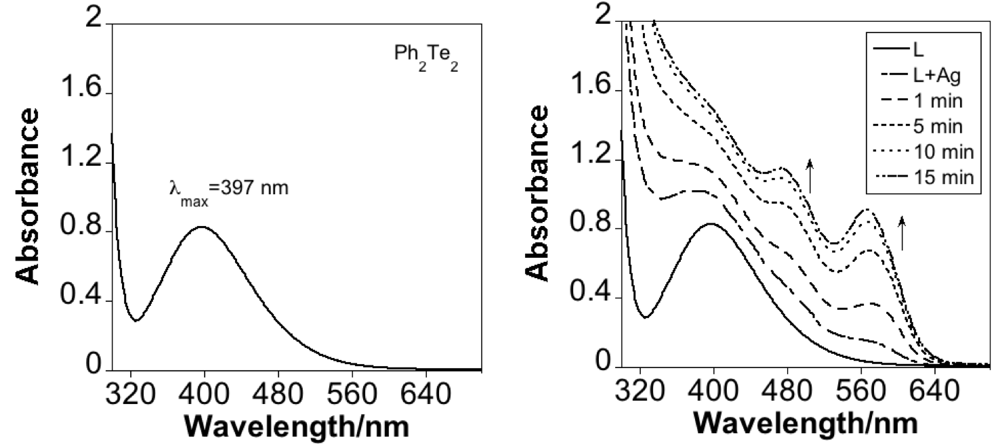 2
1.6
1.2
0.8
0.4
0
Absorbance
Ph2Te2
λmax=397 nm
320 400 480 560 640
Wavelength/nm
2
1.6
1.2
0.8
0.4
0
Absorbance
L
L+Ag
1 min
5 min
10 min
15 min
320 400 480 560 640
Wavelength/nm